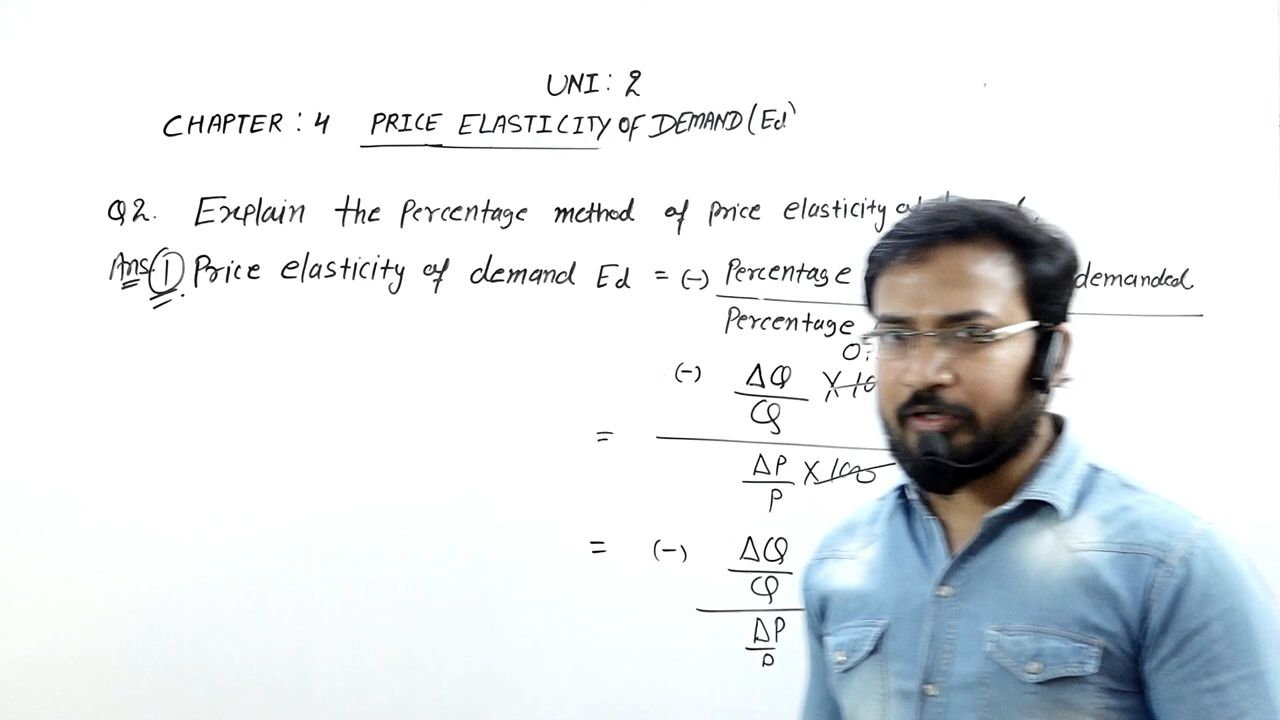 UNI: 2
CHAPTER : 4 PRICE ELASTICITY OF DEMAND (Ed)
Q2. Explain the Percentage method of price elasticity
Ans (1) Price elasticity of demand Ed = (-) Percentage demanded
Percentage
(-) ΔQ
Q
=
ΔP × 100
P
= (-) ΔQ
Q
ΔP
P